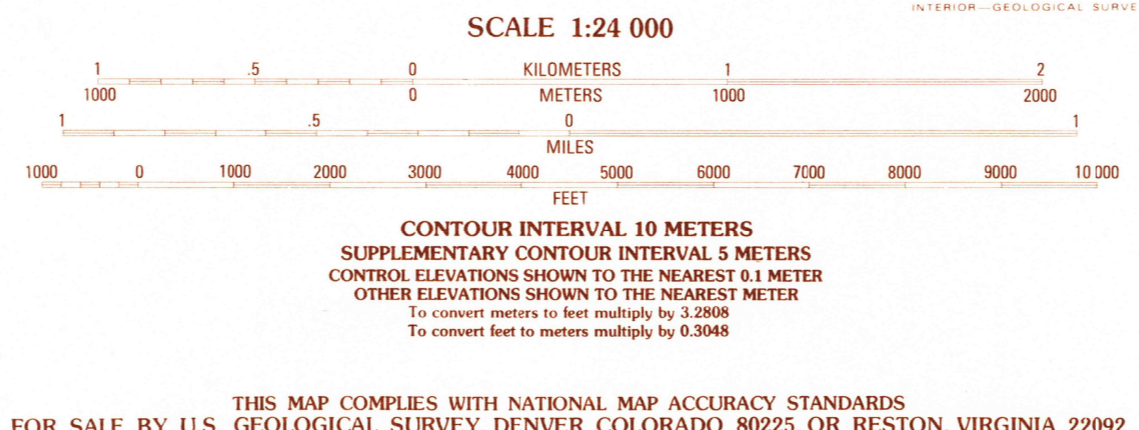 INTERIOR—GEOLOGICAL SURVE
SCALE 1:24 000
1 .5 0 KILOMETERS 1 2
1000 0 METERS 1000 2000
1 .5 0 1
MILES
1000 0 1000 2000 3000 4000 5000 6000 7000 8000 9000 10 000
FEET
CONTOUR INTERVAL 10 METERS
SUPPLEMENTARY CONTOUR INTERVAL 5 METERS
CONTROL ELEVATIONS SHOWN TO THE NEAREST 0.1 METER
OTHER ELEVATIONS SHOWN TO THE NEAREST METER
To convert meters to feet multiply by 3.2808
To convert feet to meters multiply by 0.3048
THIS MAP COMPLIES WITH NATIONAL MAP ACCURACY STANDARDS
FOR SALE BY U.S. GEOLOGICAL SURVEY, DENVER, COLORADO 80225, OR RESTON, VIRGINIA 22092